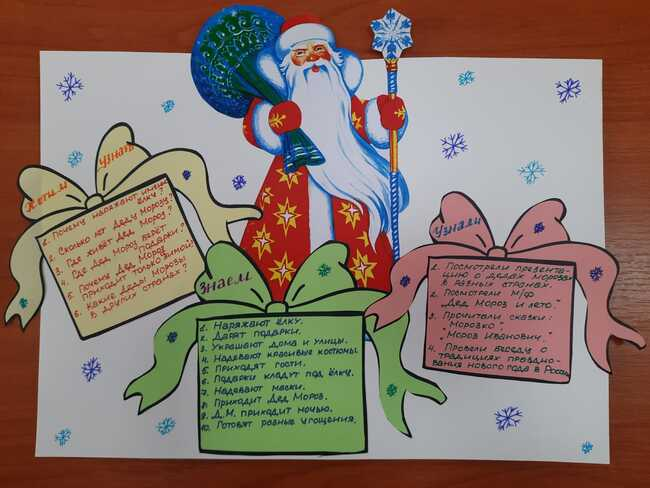 Хотим узнать
1. Почему наряжают именно ёлку?
2. Сколько лет Деду Морозу?
3. Где живёт Дед Мороз?
4. Где Дед Мороз берёт подарки?
5. Почему Дед Мороз
приходит только зимой?
6. Какие Деды Морозы
в других странах?
Знаем
1. Наряжают ёлку.
2. Дарят подарки.
3. Украшают дома и улицы.
4. Надевают красивые костюмы.
5. Приходят гости.
6. Подарки кладут под ёлку.
7. Надевают маски.
8. Приходит Дед Мороз.
9. Д.М. приходит ночью.
10. Готовят разные угощения.
Узнали
1. Посмотрели презента-
цию о дедах морозах
в разных странах.
2. Посмотрели м/ф
"Дед Мороз и лето".
3. Прочитали сказки:
"Морозко",
"Мороз Иванович".
4. Провели беседу о
традициях празднo-
вания нового года в России